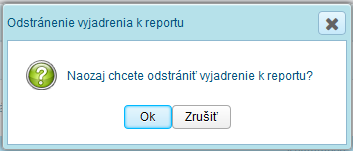 Odstránenie vyjadrenia k reportu
Naozaj chcete odstrániť vyjadrenie k reportu?
Ok
Zrušiť